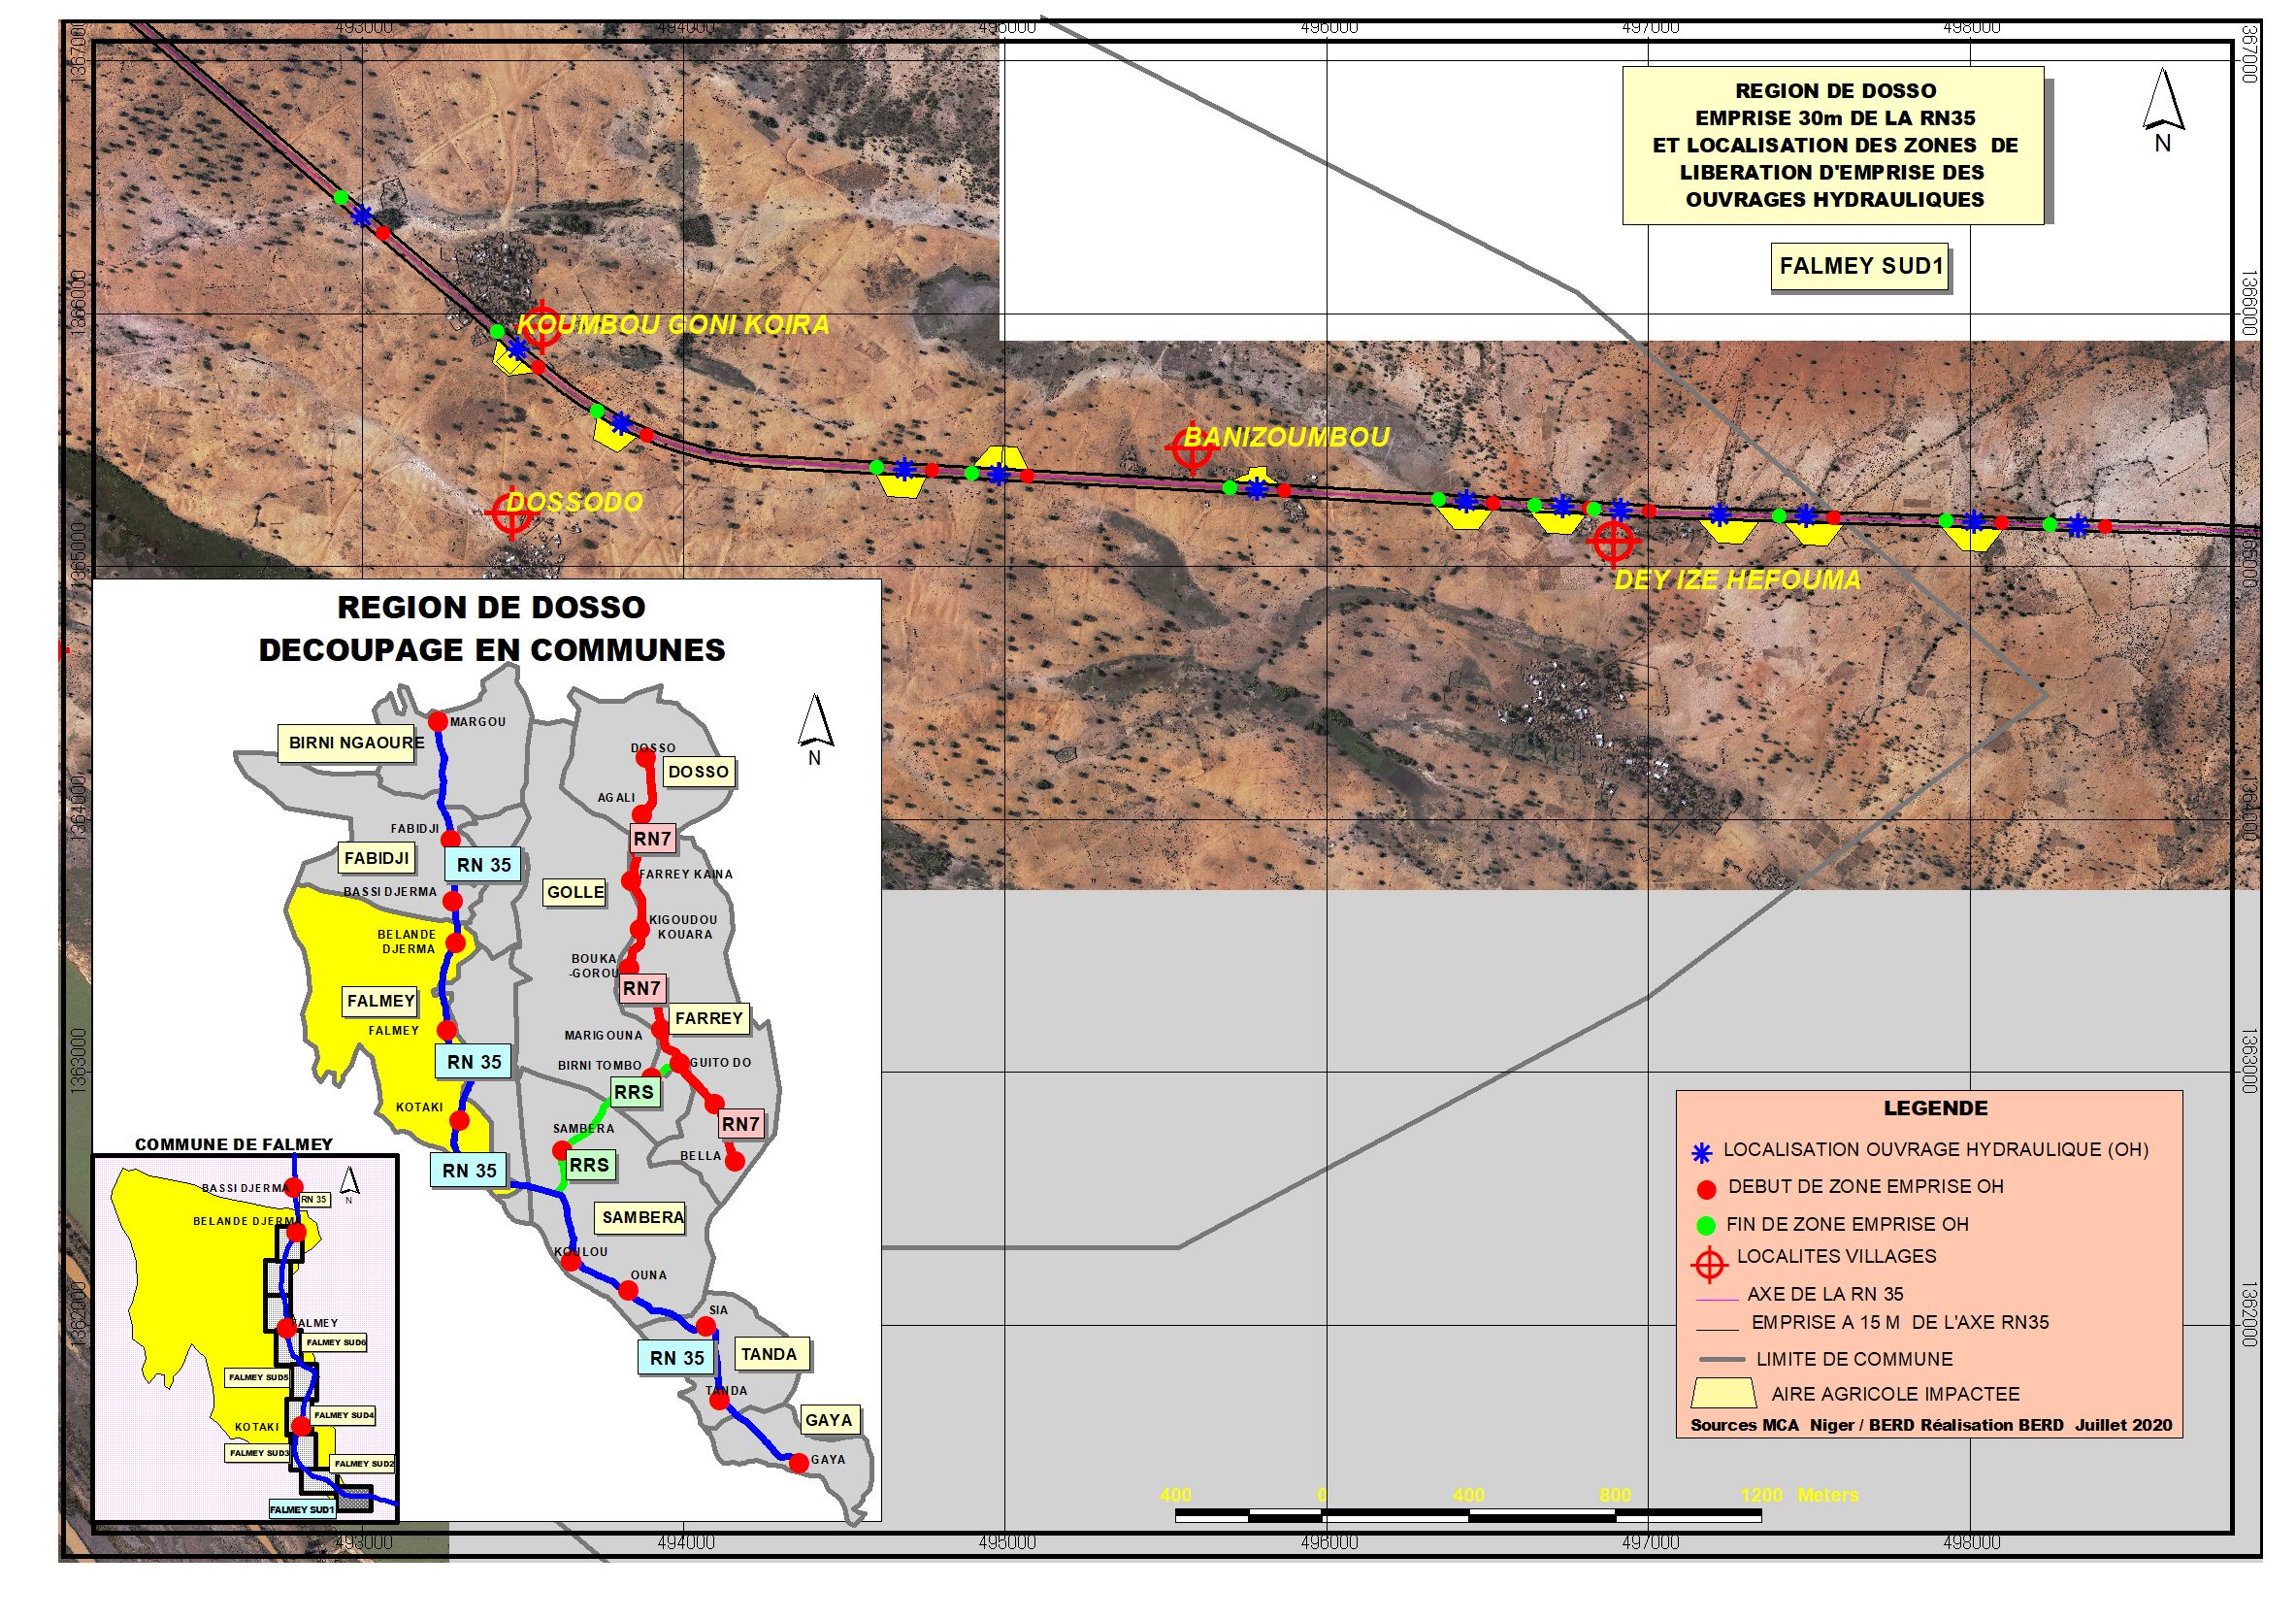 493000
494000
495000
496000
497000
498000
1367000
1367000
REGION DE DOSSO
EMPRISE 30m DE LA RN35
ET LOCALISATION DES ZONES DE
LIBERATION D'EMPRISE DES
OUVRAGES HYDRAULIQUES
N
FALMEY SUD1
1366000
1366000
KOUMBOU GONI KOIRA
BANIZOUMBOU
DOSSODO
DEY IZE HEFOUMA
1365000
1365000
REGION DE DOSSO
DECOUPAGE EN COMMUNES
N
MARGOU
BIRNI NGAOURE
DOSSO
DOSSO
AGALI
RN7
1364000
1364000
FABIDJI
FABIDJI
RN 35
FARREY KAINA
BASSI DJERMA
GOLLE
KIGOUDOU
KOUARA
BELANDE
DJERMA
BOUKA
-GOROU
RN7
FALMEY
FALMEY
FARREY
MARIGOUNA
1363000
1363000
RN 35
BIRNI TOMBO
GUITO DO
RRS
KOTAKI
RN7
SAMBERA
BELLA
RRS
RN 35
SAMBERA
KOULOU
OUNA
SIA
RN 35
TANDA
TANDA
GAYA
GAYA
COMMUNE DE FALMEY
N
BASSI DJERMA
RN 35
BELANDE DJERMA
FALMEY
FALMEY SUD6
FALMEY SUD5
FALMEY SUD4
KOTAKI
FALMEY SUD3
FALMEY SUD2
FALMEY SUD1
1362000
1362000
LEGENDE
LOCALISATION OUVRAGE HYDRAULIQUE (OH)
DEBUT DE ZONE EMPRISE OH
FIN DE ZONE EMPRISE OH
LOCALITES VILLAGES
AXE DE LA RN 35
EMPRISE A 15 M DE L'AXE RN35
LIMITE DE COMMUNE
AIRE AGRICOLE IMPACTEE
Sources MCA Niger / BERD Réalisation BERD Juillet 2020
400 0 400 800 1200 Meters
493000
494000
495000
496000
497000
498000